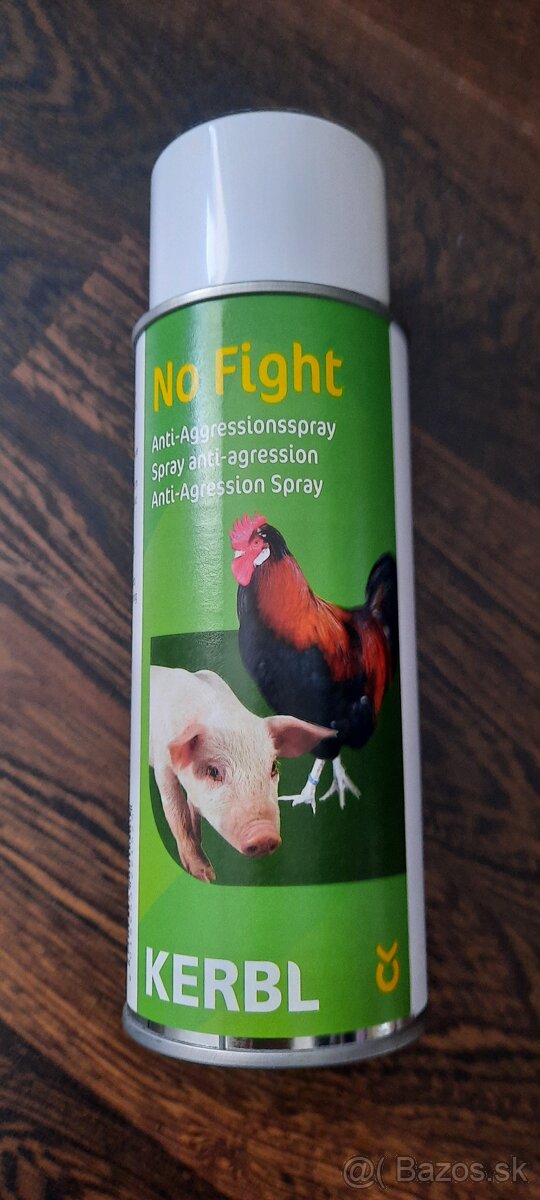 No Fight
Anti-Aggressionsspray
Spray anti-agression
Anti-Agression Spray
KERBL
@( Bazos.sk